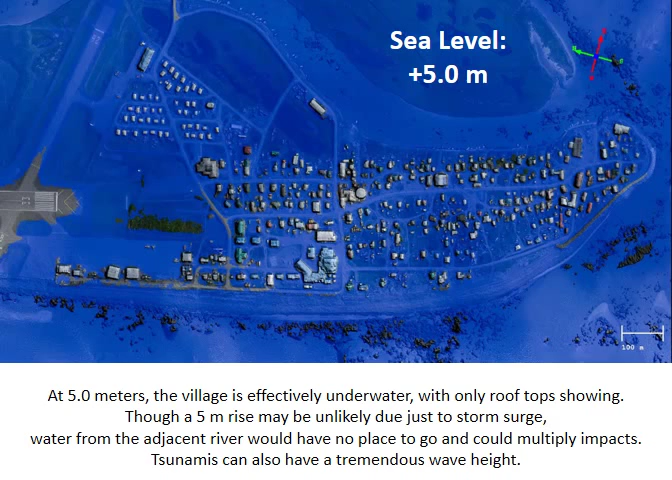 Sea Level:
+5.0 m
100 m
At 5.0 meters, the village is effectively underwater, with only roof tops showing.
Though a 5 m rise may be unlikely due just to storm surge,
water from the adjacent river would have no place to go and could multiply impacts.
Tsunamis can also have a tremendous wave height.